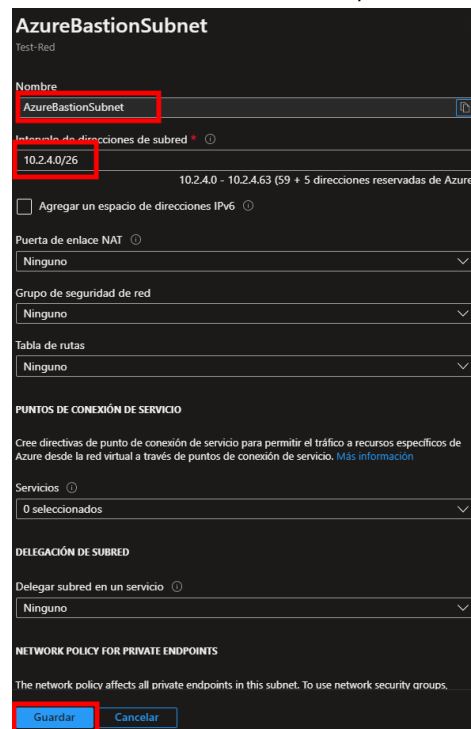 AzureBastionSubnet
Test-Red
Nombre
AzureBastionSubnet
Intervalo de direcciones de subred *
10.2.4.0/26
10.2.4.0 - 10.2.4.63 (59 + 5 direcciones reservadas de Azure
Agregar un espacio de direcciones IPv6
Puerta de enlace NAT
Ninguno
Grupo de seguridad de red
Ninguno
Tabla de rutas
Ninguno
PUNTOS DE CONEXIÓN DE SERVICIO
Cree directivas de punto de conexión de servicio para permitir el tráfico a recursos específicos de
Azure desde la red virtual a través de puntos de conexión de servicio. Más información
Servicios
0 seleccionados
DELEGACIÓN DE SUBRED
Delegar subred en un servicio
Ninguno
NETWORK POLICY FOR PRIVATE ENDPOINTS
The network policy affects all private endpoints in this subnet. To use network security groups,
Guardar
Cancelar